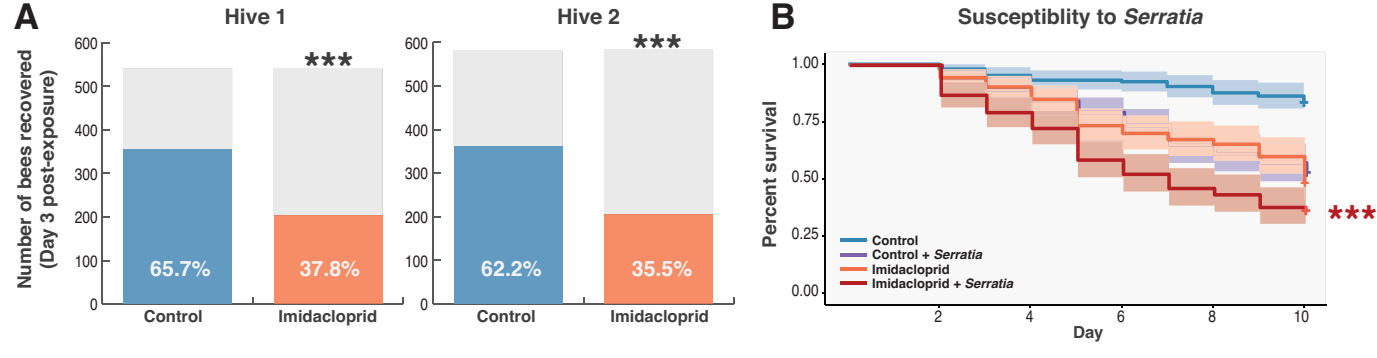 A
Hive 1
Hive 2
Number of bees recovered
(Day 3 post-exposure)
600
500
400
300
200
100
0
***
65.7%
37.8%
Control
Imidacloprid
600
500
400
300
200
100
0
***
62.2%
35.5%
Control
Imidacloprid
B
Susceptiblity to Serratia
Percent survival
1.00
0.75
0.50
0.25
0.00
Control
Control + Serratia
Imidacloprid
Imidacloprid + Serratia
***
2
4
6
8
10
Day